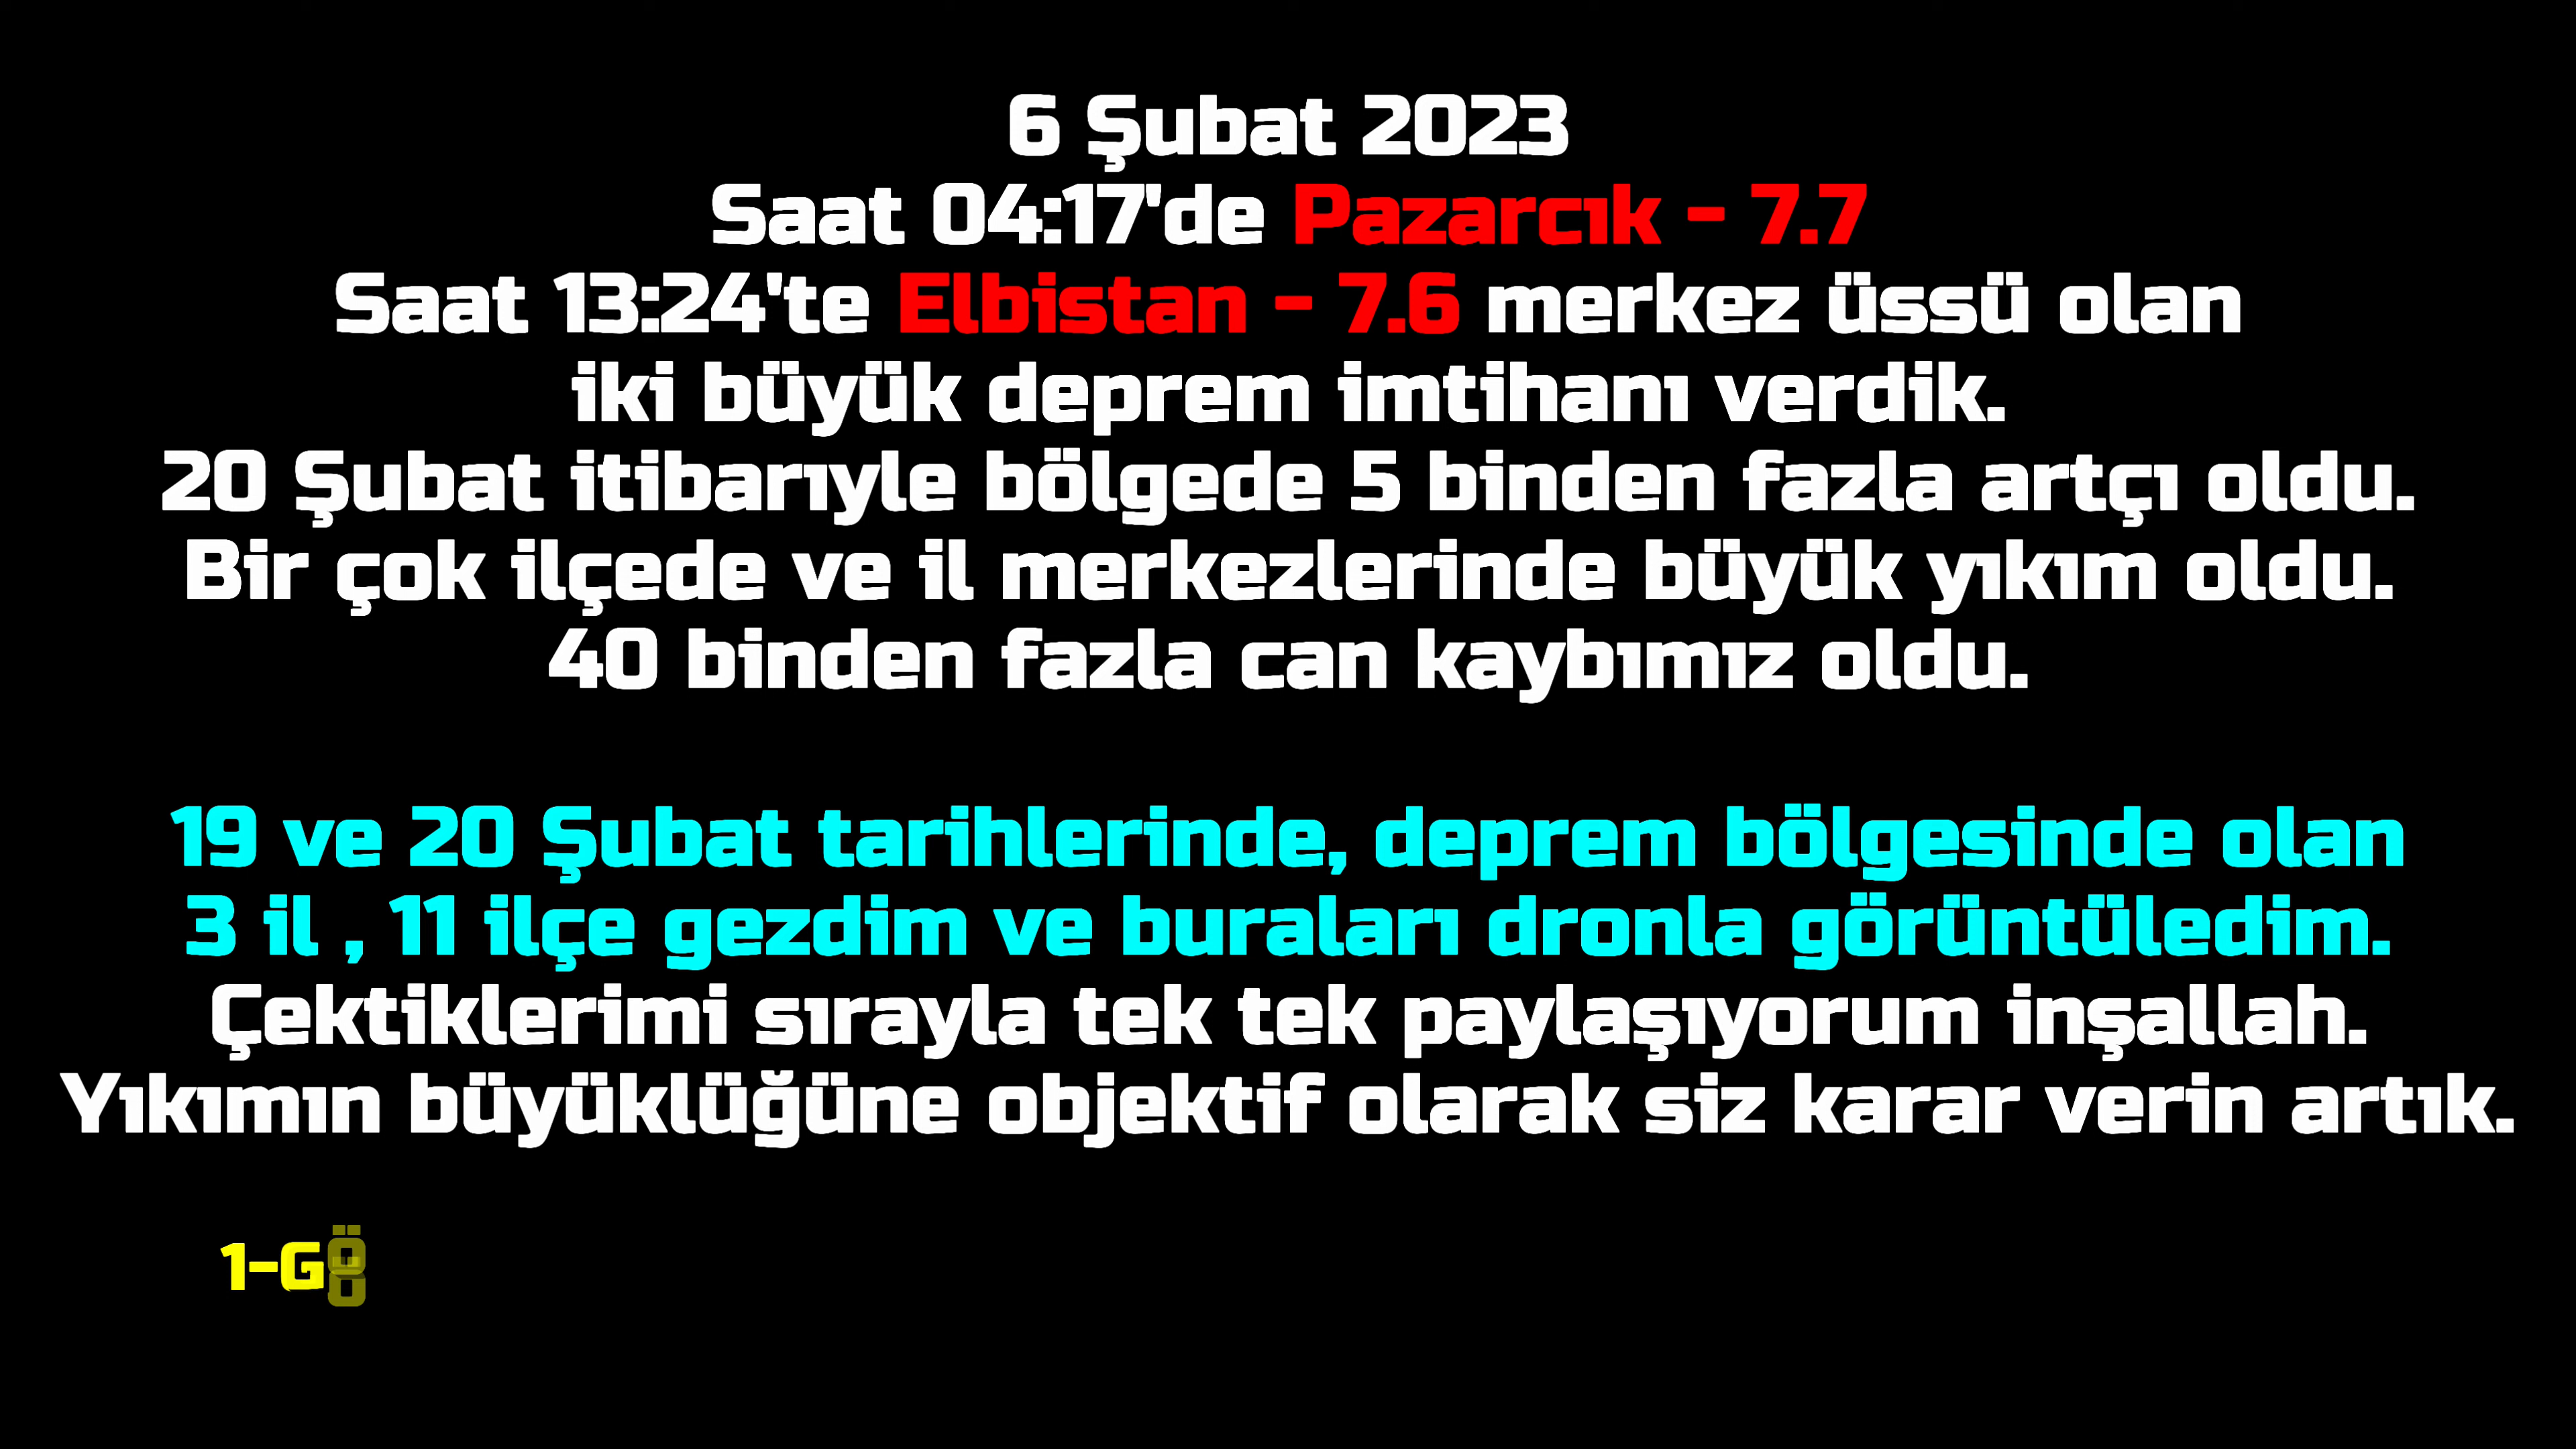 6 Şubat 2023
Saat 04:17'de Pazarcık - 7.7
Saat 13:24'te Elbistan - 7.6 merkez üssü olan
iki büyük deprem imtihanı verdik.
20 Şubat itibarıyle bölgede 5 binden fazla artçı oldu.
Bir çok ilçede ve il merkezlerinde büyük yıkım oldu.
40 binden fazla can kaybımız oldu.
19 ve 20 Şubat tarihlerinde, deprem bölgesinde olan
3 il , 11 ilçe gezdim ve buraları dronla görüntüledim.
Çektiklerimi sırayla tek tek paylaşıyorum inşallah.
Yıkımın büyüklüğüne objektif olarak siz karar verin artık.
1-GÖ